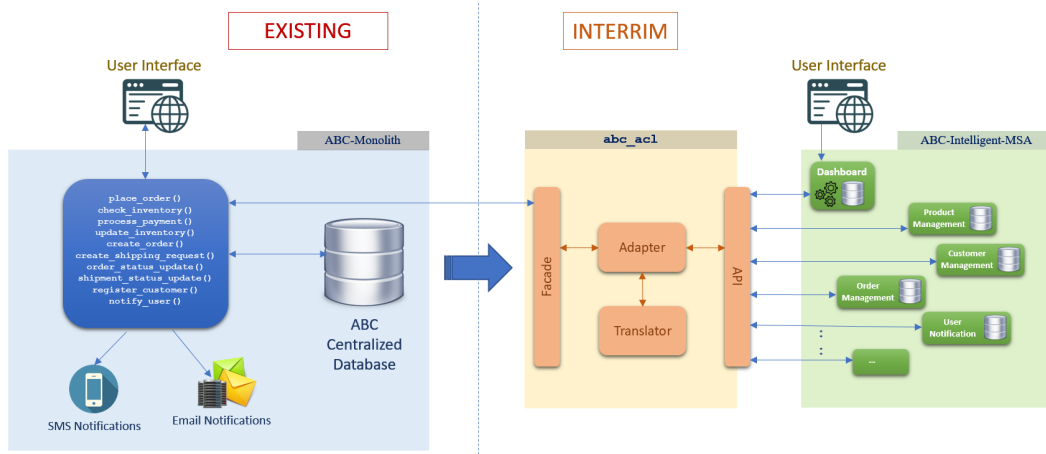 EXISTING
INTERRIM
User Interface
User Interface
ABC-Monolith
abc_acl
ABC-Intelligent-MSA
place_order()
check_inventory()
process_payment()
update_inventory()
create_order()
create_shipping_request()
order_status_update()
shipment_status_update()
register_customer()
notify_user()
ABC
Centralized
Database
SMS Notifications
Email Notifications
Facade
Adapter
Translator
API
Dashboard
Product
Management
Customer
Management
Order
Management
User
Notification
...